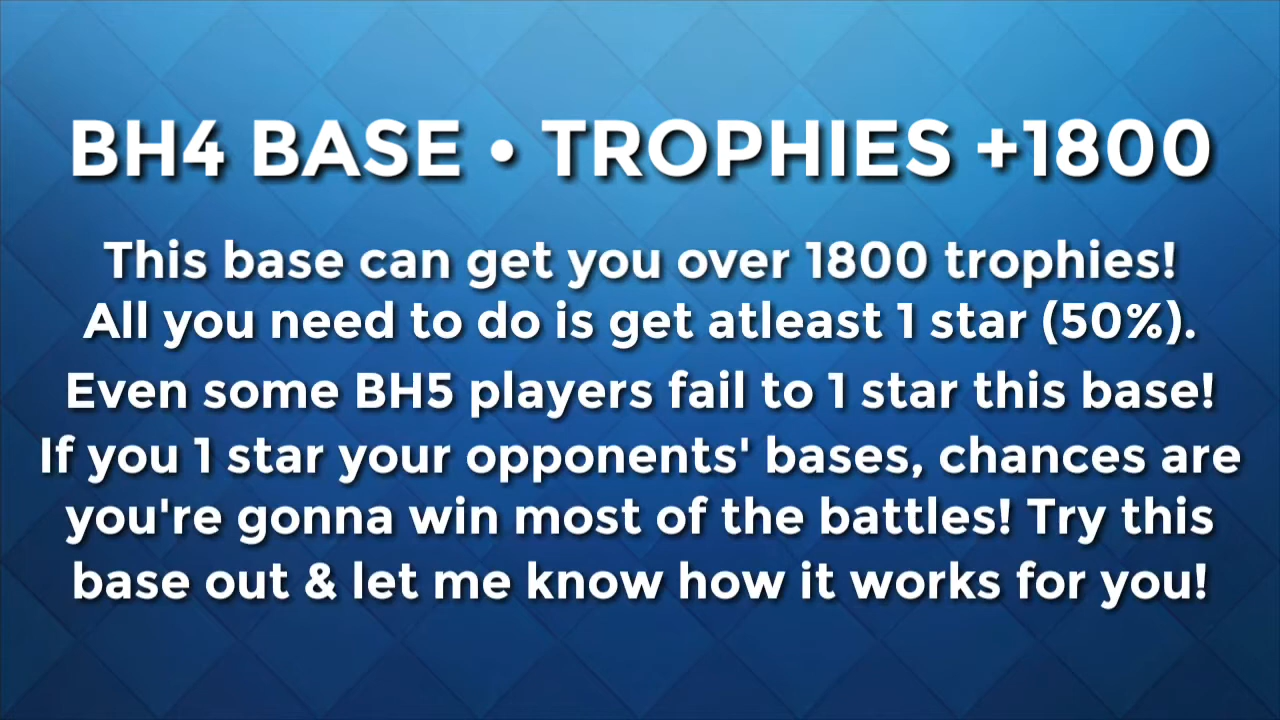 BH4 BASE • TROPHIES +1800
This base can get you over 1800 trophies!
All you need to do is get atleast 1 star (50%).
Even some BH5 players fail to 1 star this base!
If you 1 star your opponents' bases, chances are
you're gonna win most of the battles! Try this
base out & let me know how it works for you!